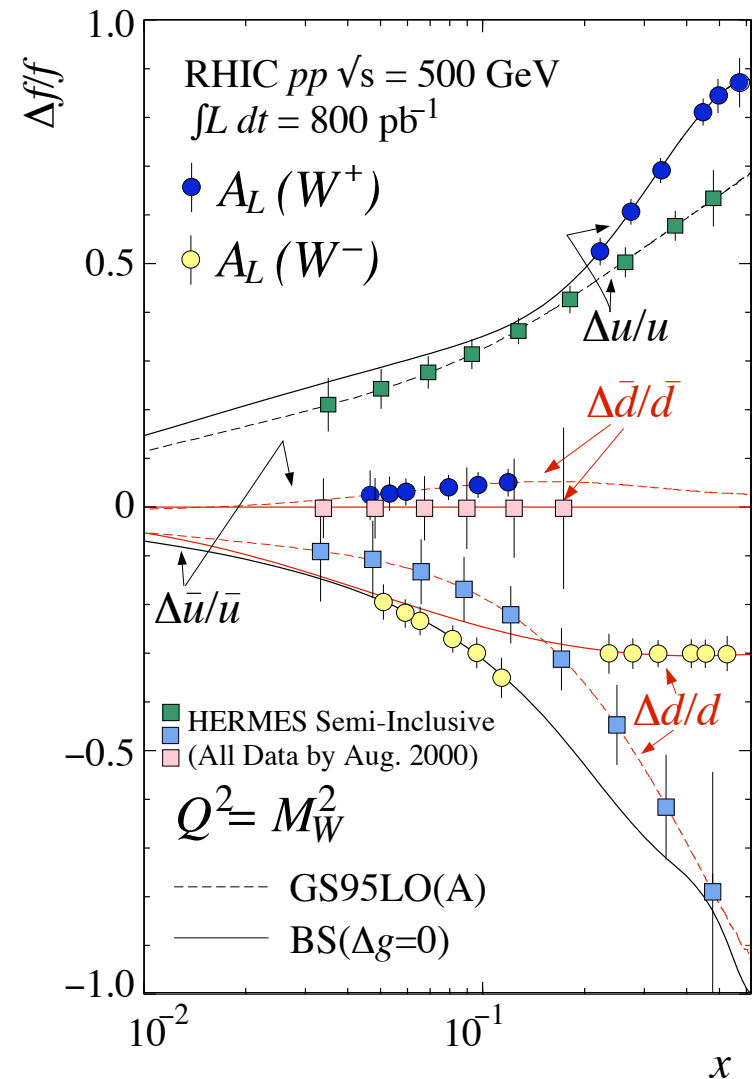 1.0
Δf/f
RHIC pp √s = 500 GeV
∫L dt = 800 pb⁻¹
A_L (W⁺)
A_L (W⁻)
0.5
Δu/u
Δd̄/d̄
0
Δū/ū
Δd/d
HERMES Semi-Inclusive
(All Data by Aug. 2000)
−0.5
Q²= M_W²
GS95LO(A)
BS(Δg=0)
−1.0
10⁻² 10⁻¹
x